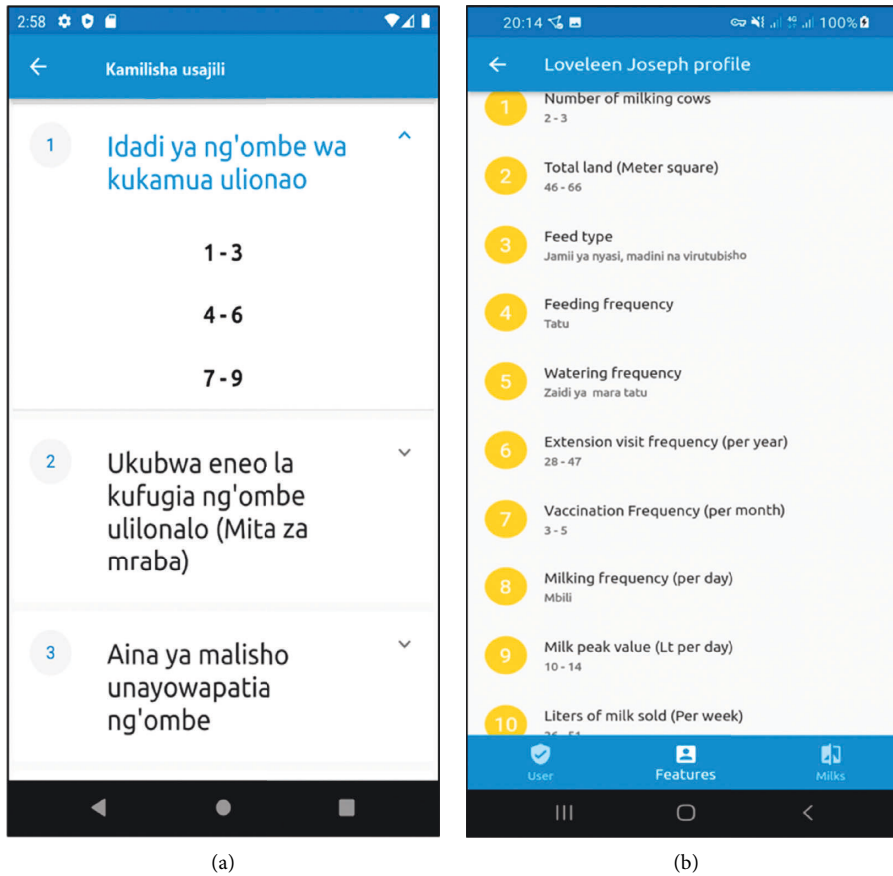 2:58
Kamilisha usajili
1
Idadi ya ng'ombe wa
kukamua ulionao
1 - 3
4 - 6
7 - 9
2
Ukubwa eneo la
kufugia ng'ombe
ulilonalo (Mita za
mraba)
3
Aina ya malisho
unayowapatia
ng'ombe
(a)
20:14
4G
100%
Loveleen Joseph profile
1
Number of milking cows
2 - 3
2
Total land (Meter square)
46 - 66
3
Feed type
Jamii ya nyasi, madini na virutubisho
4
Feeding frequency
Tatu
5
Watering frequency
Zaidi ya mara tatu
6
Extension visit frequency (per year)
28 - 47
7
Vaccination Frequency (per month)
3 - 5
8
Milking frequency (per day)
Mbili
9
Milk peak value (Lt per day)
10 - 14
10
Liters of milk sold (Per week)
User
Features
Milks
(b)